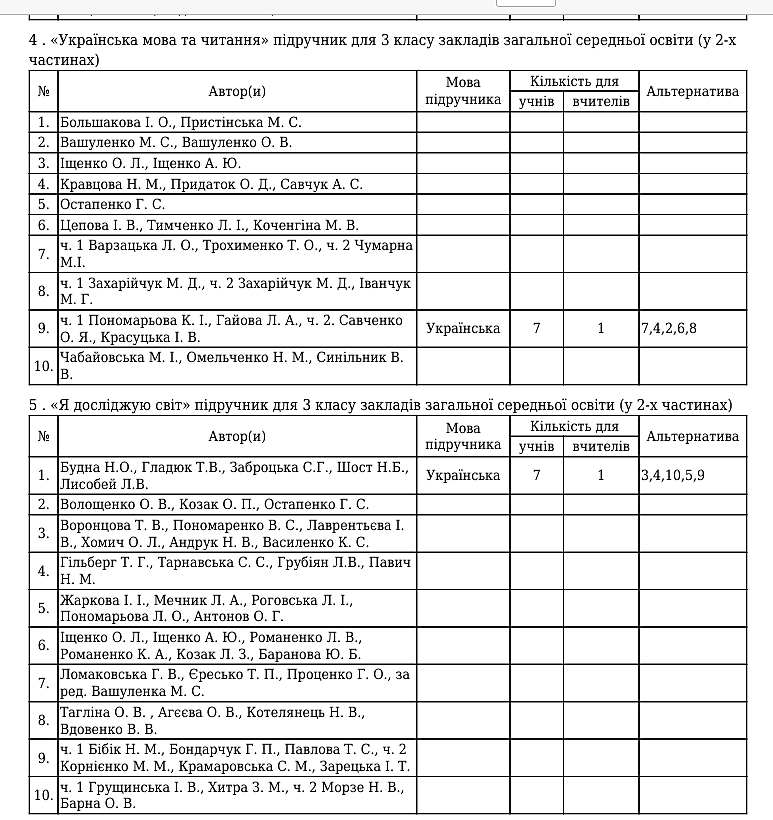 4 . «Українська мова та читання» підручник для 3 класу закладів загальної середньої освіти (у 2-х
частинах)
№ Автор(и) Мова підручника Кількість для учнів вчителів Альтернатива
1. Большакова І. О., Пристінська М. С.
2. Вашуленко М. С., Вашуленко О. В.
3. Іщенко О. Л., Іщенко А. Ю.
4. Кравцова Н. М., Придаток О. Д., Савчук А. С.
5. Остапенко Г. С.
6. Цепова І. В., Тимченко Л. І., Коченгіна М. В.
7. ч. 1 Варзацька Л. О., Трохименко Т. О., ч. 2 Чумарна
М.І.
8. ч. 1 Захарійчук М. Д., ч. 2 Захарійчук М. Д., Іванчук
М. Г.
9. ч. 1 Пономарьова К. І., Гайова Л. А., ч. 2. Савченко
О. Я., Красуцька І. В. Українська 7 1 7,4,2,6,8
10. Чабайовська М. І., Омельченко Н. М., Синільник В.
В.
5 . «Я досліджую світ» підручник для 3 класу закладів загальної середньої освіти (у 2-х частинах)
№ Автор(и) Мова підручника Кількість для учнів вчителів Альтернатива
1. Будна Н.О., Гладюк Т.В., Заброцька С.Г., Шост Н.Б.,
Лисобей Л.В. Українська 7 1 3,4,10,5,9
2. Волощенко О. В., Козак О. П., Остапенко Г. С.
3. Воронцова Т. В., Пономаренко В. С., Лаврентьєва І.
В., Хомич О. Л., Андрук Н. В., Василенко К. С.
4. Гільберг Т. Г., Тарнавська С. С., Грубіян Л.В., Павич
Н. М.
5. Жаркова І. І., Мечник Л. А., Роговська Л. І.,
Пономарьова Л. О., Антонов О. Г.
6. Іщенко О. Л., Іщенко А. Ю., Романенко Л. В.,
Романенко К. А., Козак Л. З., Баранова Ю. Б.
7. Ломаковська Г. В., Єресько Т. П., Проценко Г. О., за
ред. Вашуленка М. С.
8. Тагліна О. В. , Агєєва О. В., Котелянець Н. В.,
Вдовенко В. В.
9. ч. 1 Бібік Н. М., Бондарчук Г. П., Павлова Т. С., ч. 2
Корнієнко М. М., Крамаровська С. М., Зарецька І. Т.
10. ч. 1 Грущинська І. В., Хитра З. М., ч. 2 Морзе Н. В.,
Барна О. В.